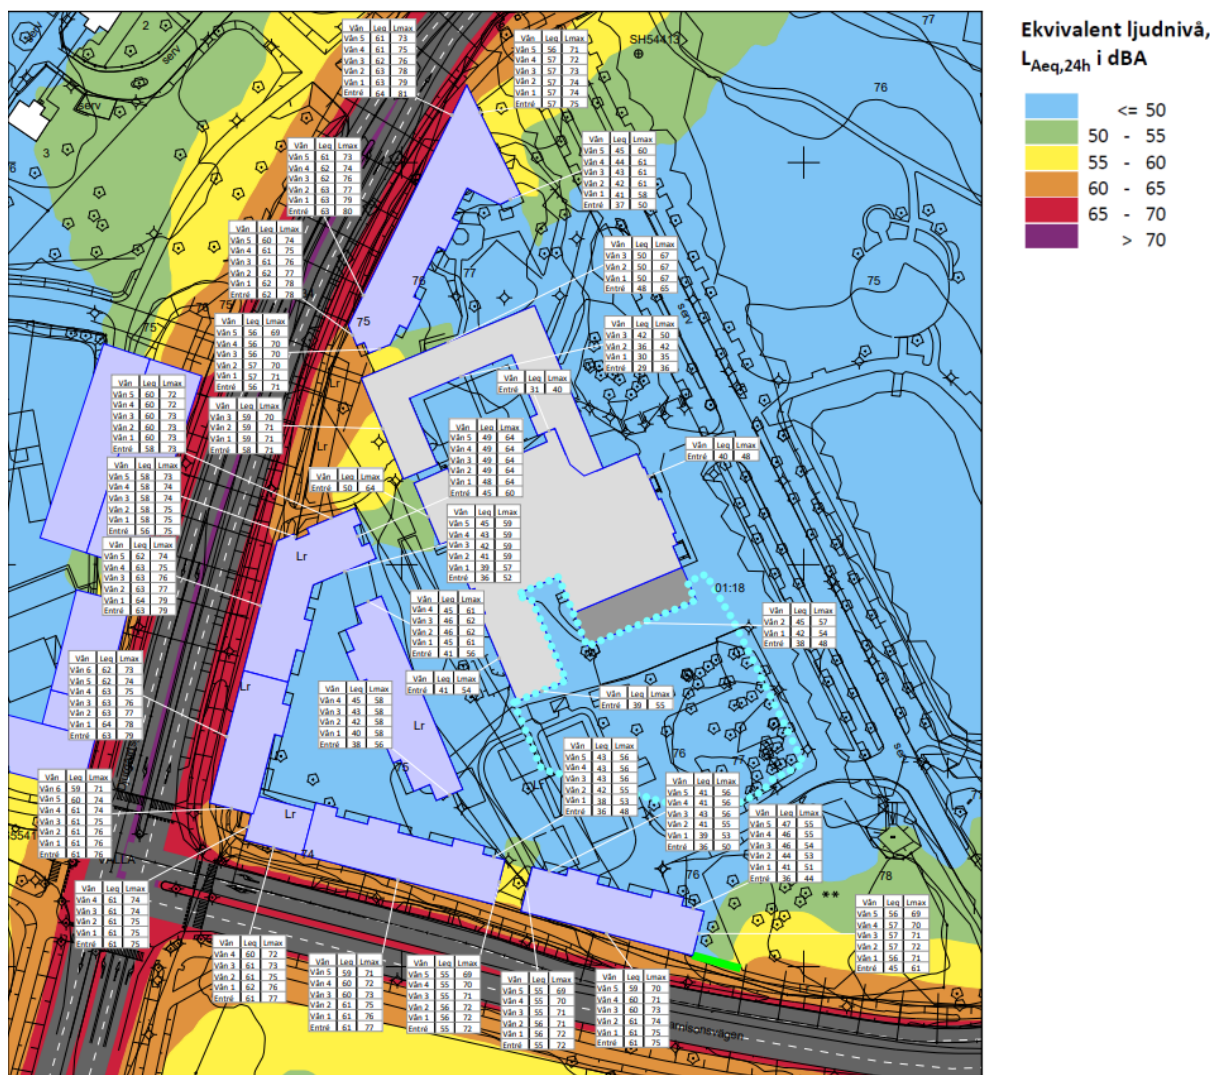 Ekvivalent ljudnivå,
LAeq,24h i dBA
<= 50
50 - 55
55 - 60
60 - 65
65 - 70
> 70
Vån Leq Lmax
Vån 5 61 73
Vån 4 61 75
Vån 3 62 76
Vån 2 63 78
Vån 1 63 79
Entré 64 81
Vån Leq Lmax
Vån 5 56 71
Vån 4 57 72
Vån 3 57 73
Vån 2 57 74
Vån 1 57 74
Entré 57 75
Vån Leq Lmax
Vån 5 61 73
Vån 4 62 74
Vån 3 62 76
Vån 2 63 77
Vån 1 63 79
Entré 63 80
Vån Leq Lmax
Vån 5 45 60
Vån 4 44 61
Vån 3 43 61
Vån 2 42 61
Vån 1 41 58
Entré 37 50
Vån Leq Lmax
Vån 5 60 74
Vån 4 61 75
Vån 3 61 76
Vån 2 62 77
Vån 1 62 78
Entré 62 78
Vån Leq Lmax
Vån 3 50 67
Vån 2 50 67
Vån 1 50 67
Entré 48 65
Vån Leq Lmax
Vån 5 56 69
Vån 4 56 70
Vån 3 56 70
Vån 2 57 70
Vån 1 57 71
Entré 56 71
Vån Leq Lmax
Vån 3 42 50
Vån 2 36 42
Vån 1 30 35
Entré 29 36
Vån Leq Lmax
Vån 5 60 72
Vån 4 60 72
Vån 3 60 73
Vån 2 60 73
Vån 1 60 73
Entré 58 73
Vån Leq Lmax
Entré 31 40
Vån Leq Lmax
Vån 3 59 70
Vån 2 59 71
Vån 1 59 71
Entré 58 71
Vån Leq Lmax
Vån 5 49 64
Vån 4 49 64
Vån 3 49 64
Vån 2 49 64
Vån 1 48 64
Entré 45 60
Vån Leq Lmax
Entré 40 48
Vån Leq Lmax
Vån 5 58 73
Vån 4 58 74
Vån 3 58 74
Vån 2 58 75
Vån 1 58 75
Entré 56 75
Vån Leq Lmax
Entré 50 64
Vån Leq Lmax
Vån 5 45 59
Vån 4 43 59
Vån 3 42 59
Vån 2 41 59
Vån 1 39 57
Entré 36 52
Vån Leq Lmax
Vån 5 62 74
Vån 4 63 75
Vån 3 63 76
Vån 2 63 77
Vån 1 64 79
Entré 63 79
Vån Leq Lmax
Vån 4 45 61
Vån 3 46 62
Vån 2 46 62
Vån 1 45 61
Entré 41 56
Vån Leq Lmax
Vån 2 45 57
Vån 1 42 54
Entré 38 48
Vån Leq Lmax
Vån 6 62 73
Vån 5 62 74
Vån 4 63 75
Vån 3 63 76
Vån 2 63 77
Vån 1 64 78
Entré 63 79
Vån Leq Lmax
Entré 41 54
Vån Leq Lmax
Vån 4 45 58
Vån 3 43 58
Vån 2 42 58
Vån 1 40 58
Entré 38 56
Vån Leq Lmax
Entré 39 55
Vån Leq Lmax
Vån 5 43 56
Vån 4 43 56
Vån 3 43 56
Vån 2 42 55
Vån 1 38 53
Entré 36 48
Vån Leq Lmax
Vån 6 59 71
Vån 5 60 74
Vån 4 61 74
Vån 3 61 75
Vån 2 61 76
Vån 1 61 76
Entré 61 76
Vån Leq Lmax
Vån 5 41 56
Vån 4 41 56
Vån 3 43 56
Vån 2 41 55
Vån 1 39 53
Entré 36 50
Vån Leq Lmax
Vån 5 47 55
Vån 4 46 55
Vån 3 46 54
Vån 2 44 53
Vån 1 41 51
Entré 36 44
Vån Leq Lmax
Vån 4 61 74
Vån 3 61 74
Vån 2 61 75
Vån 1 61 75
Entré 61 75
Vån Leq Lmax
Vån 5 56 69
Vån 4 57 70
Vån 3 57 71
Vån 2 57 72
Vån 1 56 71
Entré 45 61
Vån Leq Lmax
Vån 4 60 72
Vån 3 61 73
Vån 2 61 75
Vån 1 62 76
Entré 61 77
Vån Leq Lmax
Vån 5 59 71
Vån 4 60 72
Vån 3 60 73
Vån 2 61 75
Vån 1 61 76
Entré 61 77
Vån Leq Lmax
Vån 5 55 69
Vån 4 55 70
Vån 3 55 71
Vån 2 56 72
Vån 1 56 72
Entré 55 72
Vån Leq Lmax
Vån 5 55 69
Vån 4 55 70
Vån 3 55 71
Vån 2 56 71
Vån 1 56 72
Entré 55 72
Vån Leq Lmax
Vån 5 59 70
Vån 4 60 71
Vån 3 60 73
Vån 2 61 74
Vån 1 61 75
Entré 61 75
SH54413
01:18
serv
serv
serv
serv
Lr
Lr
Lr
Lr
Lr
Lr
77
76
75
77
76
75
76
77
76
78
74
75
2
3